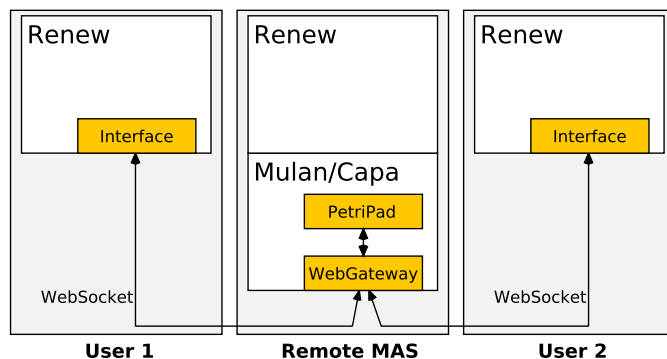 Renew
Interface
WebSocket
User 1
Renew
Mulan/Capa
PetriPad
WebGateway
Remote MAS
Renew
Interface
WebSocket
User 2